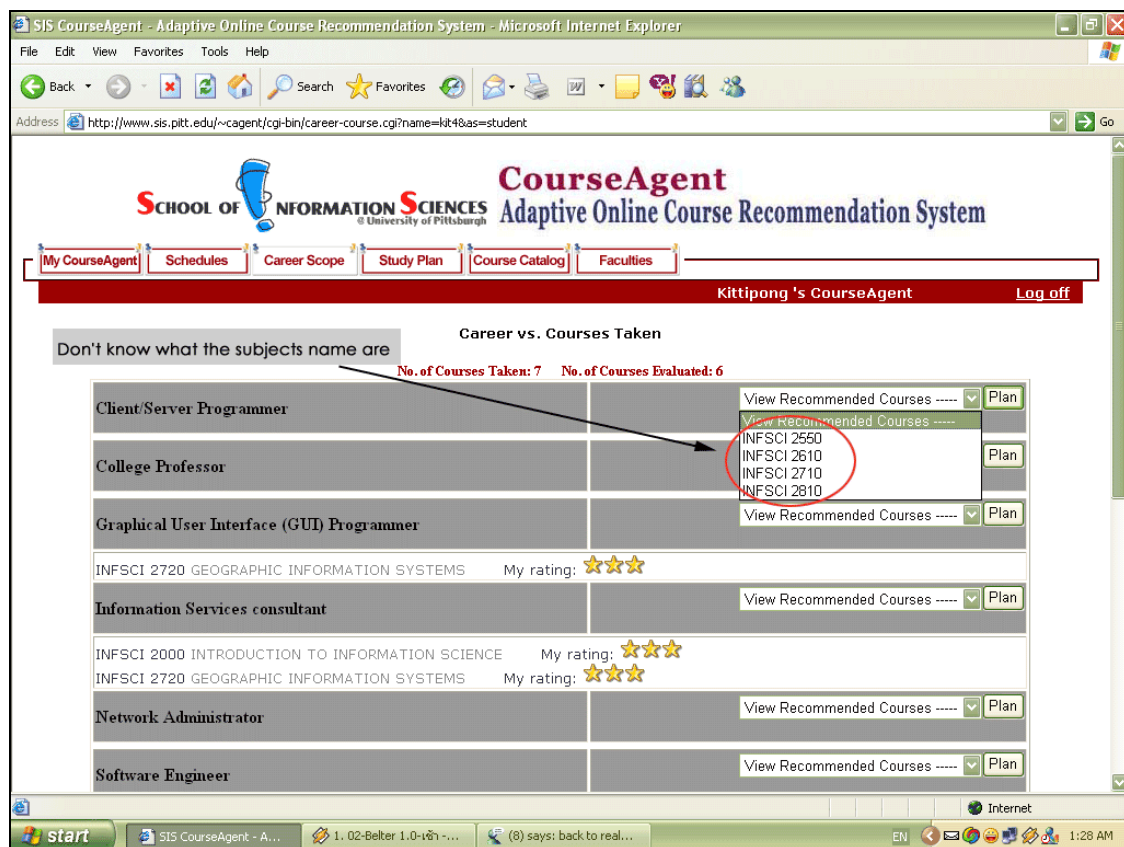 SIS CourseAgent - Adaptive Online Course Recommendation System - Microsoft Internet Explorer
File Edit View Favorites Tools Help
Back Search Favorites
Address http://www.sis.pitt.edu/~cagent/cgi-bin/career-course.cgi?name=kit4&as=student Go
SCHOOL OF INFORMATION SCIENCES
@ University of Pittsburgh
CourseAgent
Adaptive Online Course Recommendation System
My CourseAgent Schedules Career Scope Study Plan Course Catalog Faculties
Kittipong 's CourseAgent Log off
Career vs. Courses Taken
Don't know what the subjects name are
No. of Courses Taken: 7 No. of Courses Evaluated: 6
Client/Server Programmer View Recommended Courses ----- Plan
View Recommended Courses -----
INFSCI 2550
INFSCI 2610
INFSCI 2710
INFSCI 2810
College Professor Plan
Graphical User Interface (GUI) Programmer View Recommended Courses ----- Plan
INFSCI 2720 GEOGRAPHIC INFORMATION SYSTEMS My rating:
Information Services consultant View Recommended Courses ----- Plan
INFSCI 2000 INTRODUCTION TO INFORMATION SCIENCE My rating:
INFSCI 2720 GEOGRAPHIC INFORMATION SYSTEMS My rating:
Network Administrator View Recommended Courses ----- Plan
Software Engineer View Recommended Courses ----- Plan
Internet
start SIS CourseAgent - A... 1. 02-Belter 1.0-เช้า -... (8) says: back to real... EN 1:28 AM